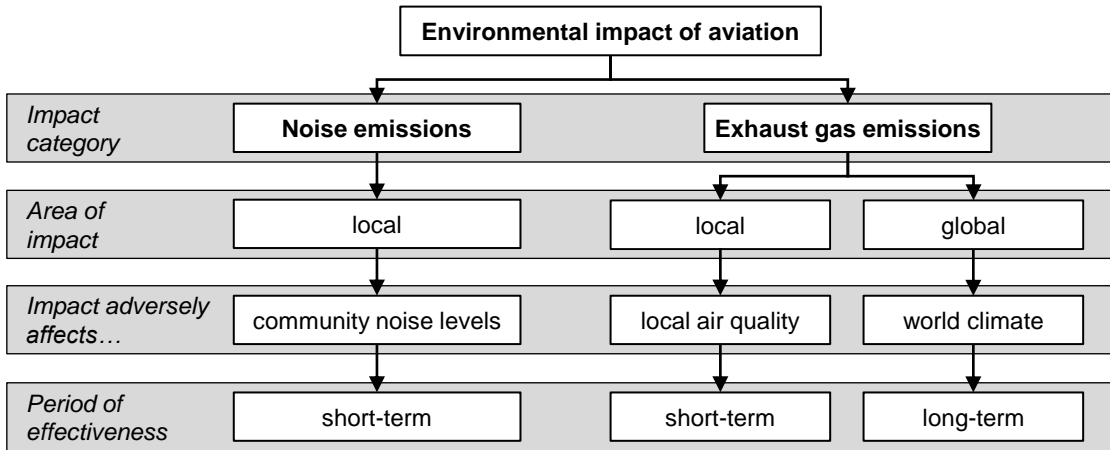 Environmental impact of aviation
Impact
category
Noise emissions
Exhaust gas emissions
Area of
impact
local
local
global
Impact adversely
affects…
community noise levels
local air quality
world climate
Period of
effectiveness
short-term
short-term
long-term